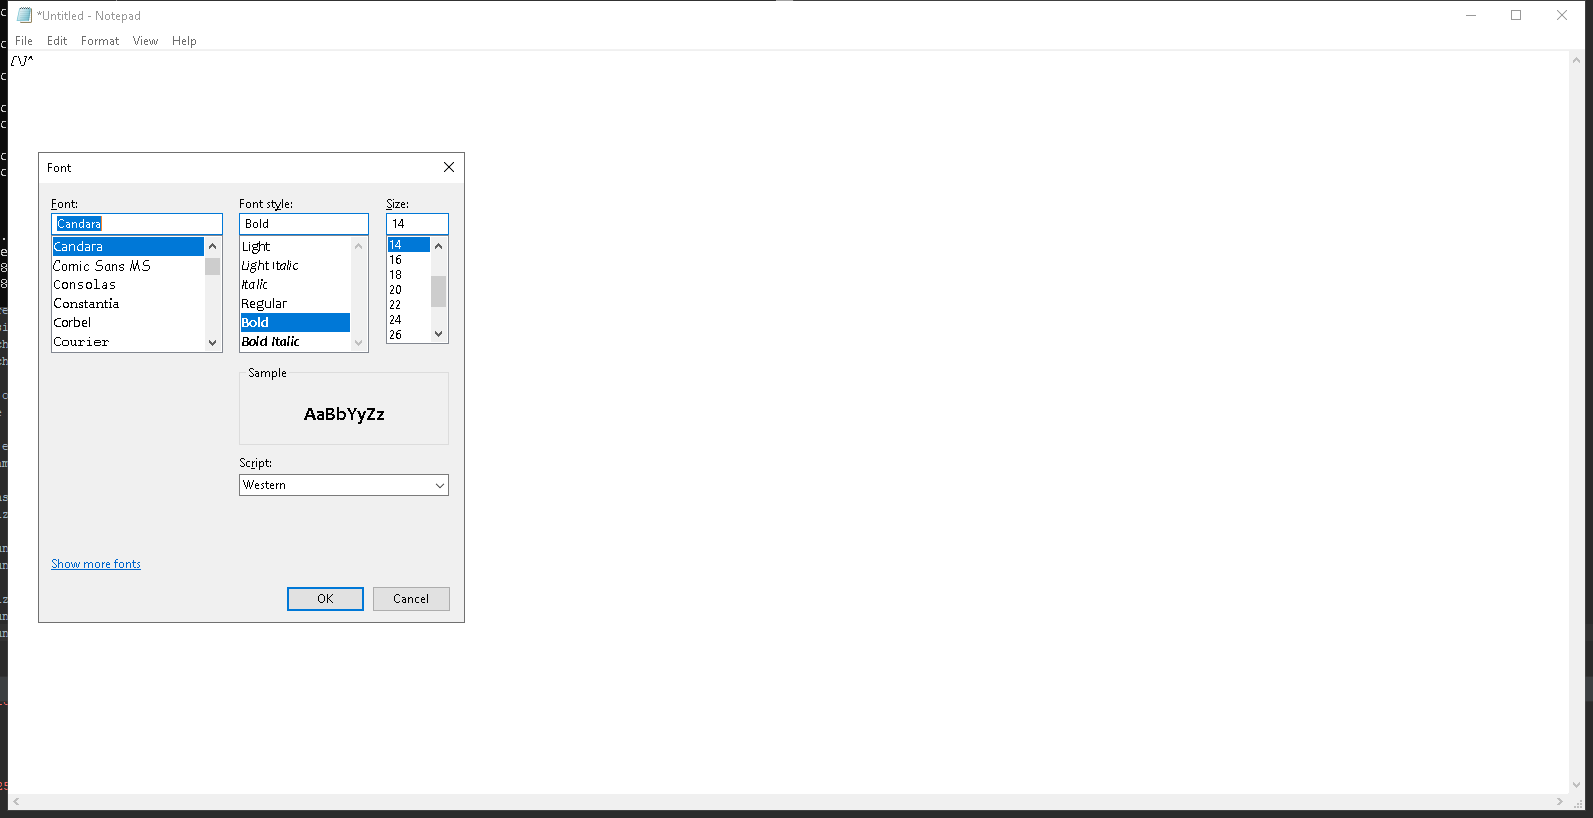 *Untitled - Notepad
File Edit Format View Help
[\]^
Font
Font: Font style: Size:
Candara Bold 14
Candara Light 14
Comic Sans MS Light Italic 16
Consolas Italic 18
Constantia Regular 20
Corbel Bold 22
Courier Bold Italic 24
26
Sample
AaBbYyZz
Script:
Western
Show more fonts
OK Cancel